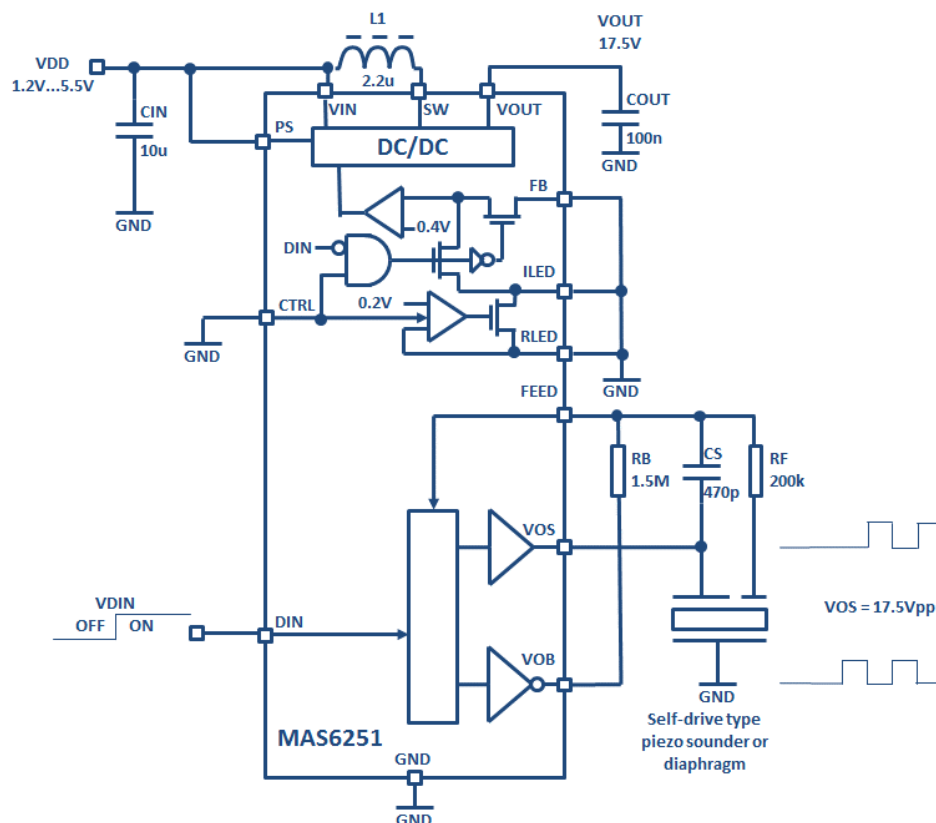 L1
VOUT
17.5V
VDD
1.2V...5.5V
2.2u
CIN
10u
VIN
SW
VOUT
COUT
100n
GND
PS
DC/DC
GND
FB
0.4V
DIN
ILED
CTRL
0.2V
RLED
GND
GND
FEED
RB
1.5M
CS
470p
RF
200k
VOS
VDIN
OFF
ON
DIN
VOS = 17.5Vpp
VOB
GND
Self-drive type
piezo sounder or
diaphragm
MAS6251
GND
GND